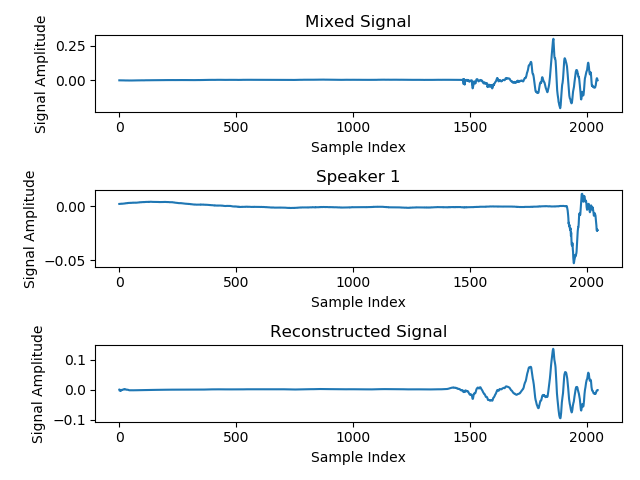 Mixed Signal
Signal Amplitude
0.25
0.00
0 500 1000 1500 2000
Sample Index
Speaker 1
Signal Amplitude
0.00
−0.05
0 500 1000 1500 2000
Sample Index
Reconstructed Signal
Signal Amplitude
0.1
0.0
−0.1
0 500 1000 1500 2000
Sample Index